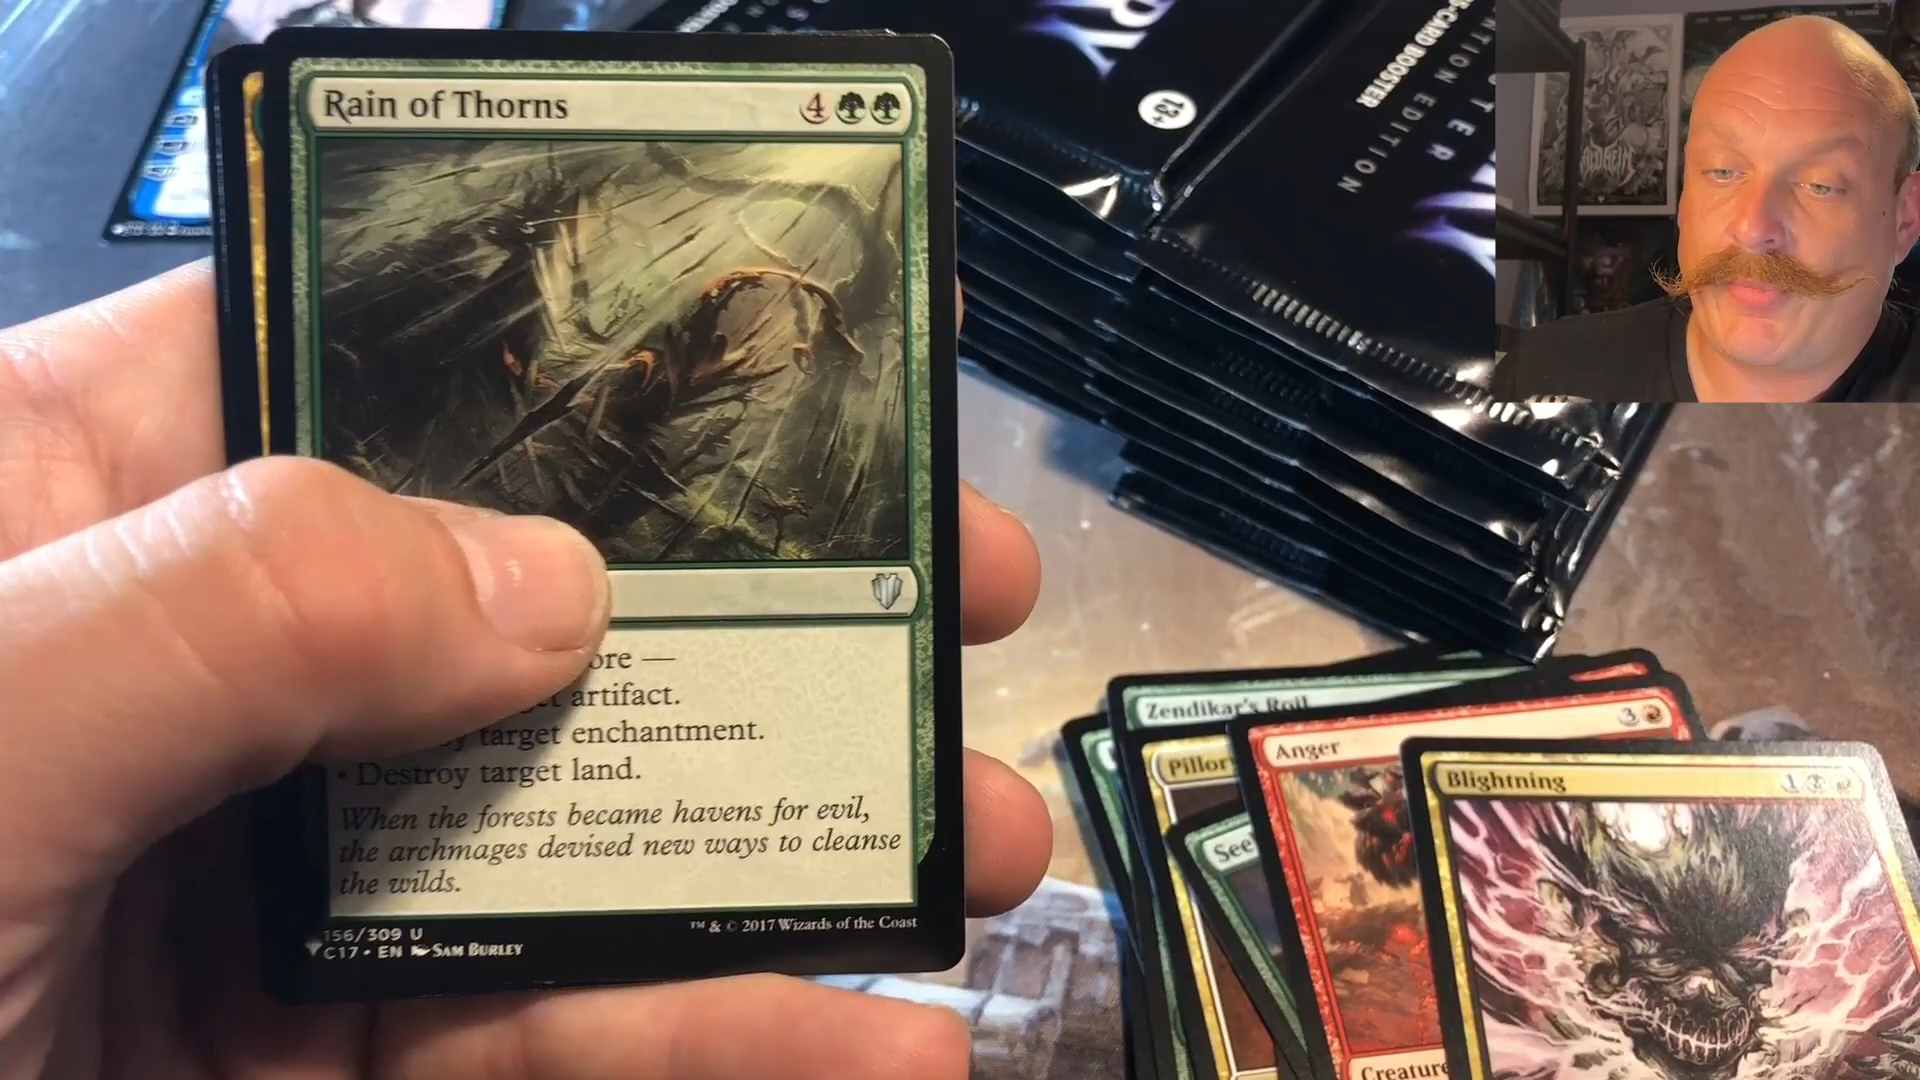 Rain of Thorns
4
ore —
artifact.
target enchantment.
• Destroy target land.
When the forests became havens for evil,
the archmages devised new ways to cleanse
the wilds.
156/309 U
C17 • EN SAM BURLEY
™ & © 2017 Wizards of the Coast
13+
EDITION
Zendikar's Roil
Pillory
See
Anger
3
Creature
Blightning
1